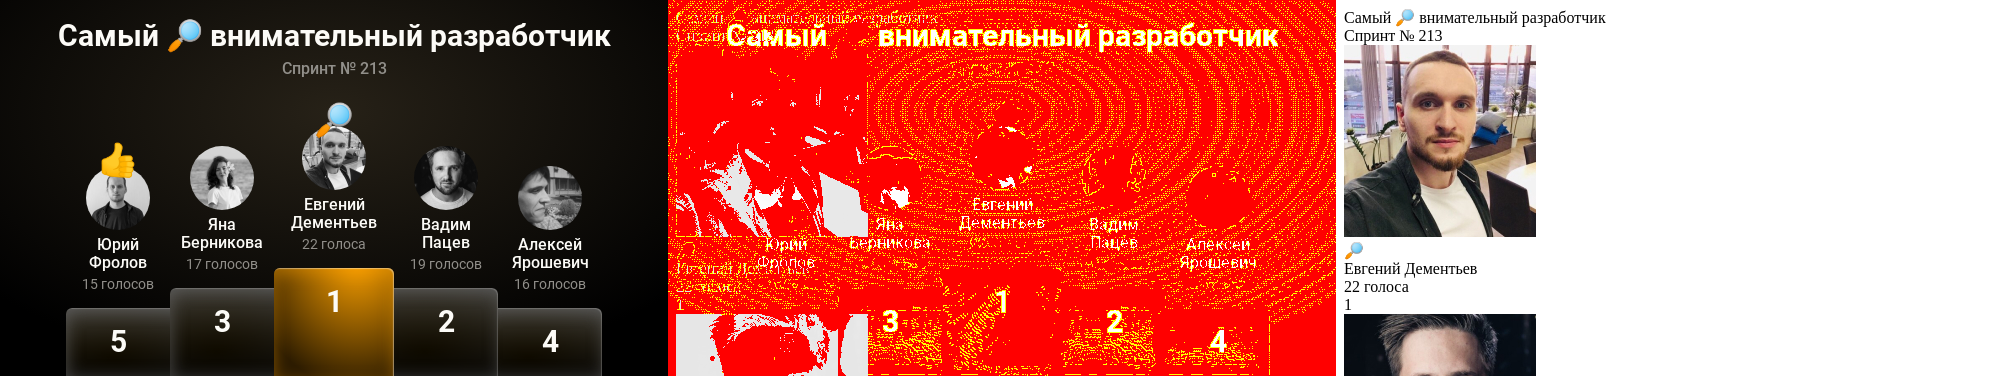 Самый 🔎 внимательный разработчик
Спринт № 213
Юрий
Фролов
15 голосов
5
Яна
Берникова
17 голосов
3
Евгений
Дементьев
22 голоса
1
Вадим
Пацев
19 голосов
2
Алексей
Ярошевич
16 голосов
4
Самый внимательный разработчик
Юрий
Фролов
Яна
Берникова
3
Евгений
Дементьев
1
Вадим
Пацев
2
Алексей
Ярошевич
4
1
Самый 🔎 внимательный разработчик
Спринт № 213
🔎
Евгений Дементьев
22 голоса
1